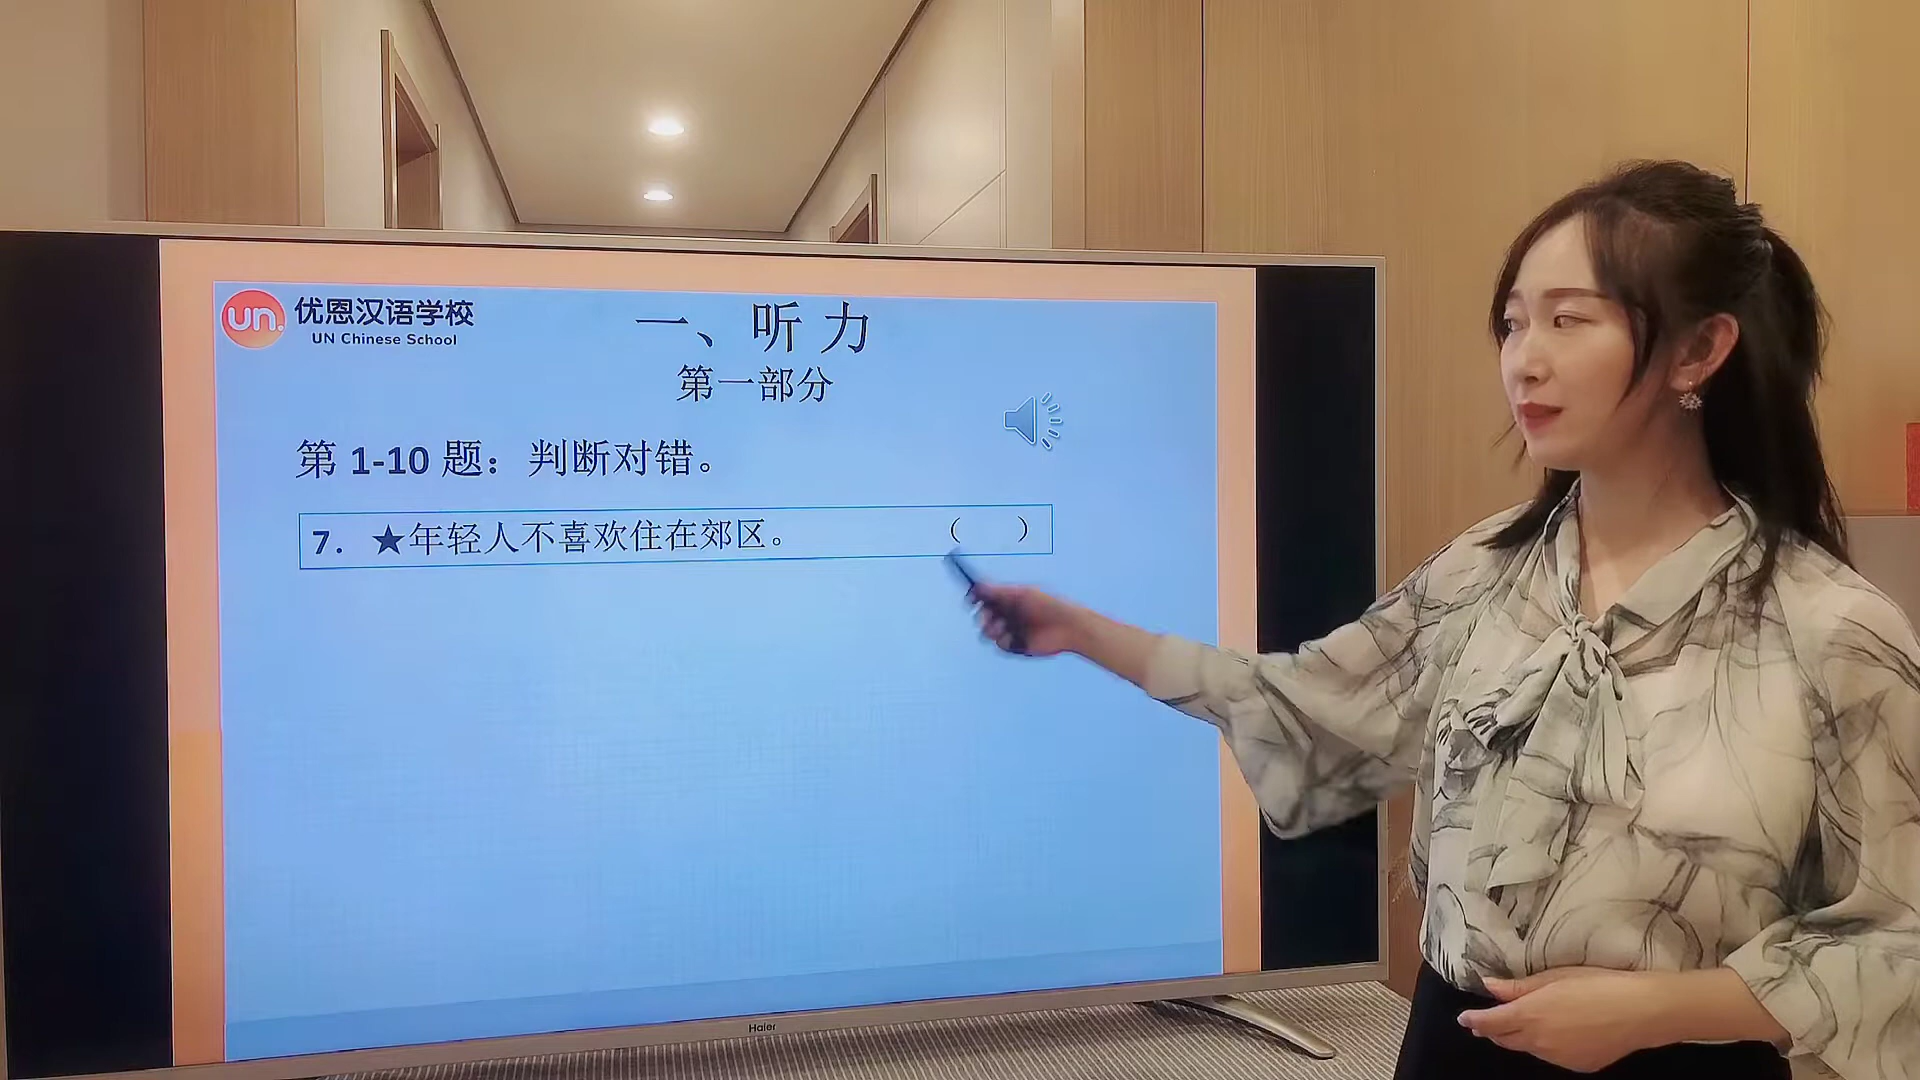 un.
优恩汉语学校
UN Chinese School
一、听 力
第一部分
第 1-10 题：判断对错。
7. ★年轻人不喜欢住在郊区。 （ ）
Haier